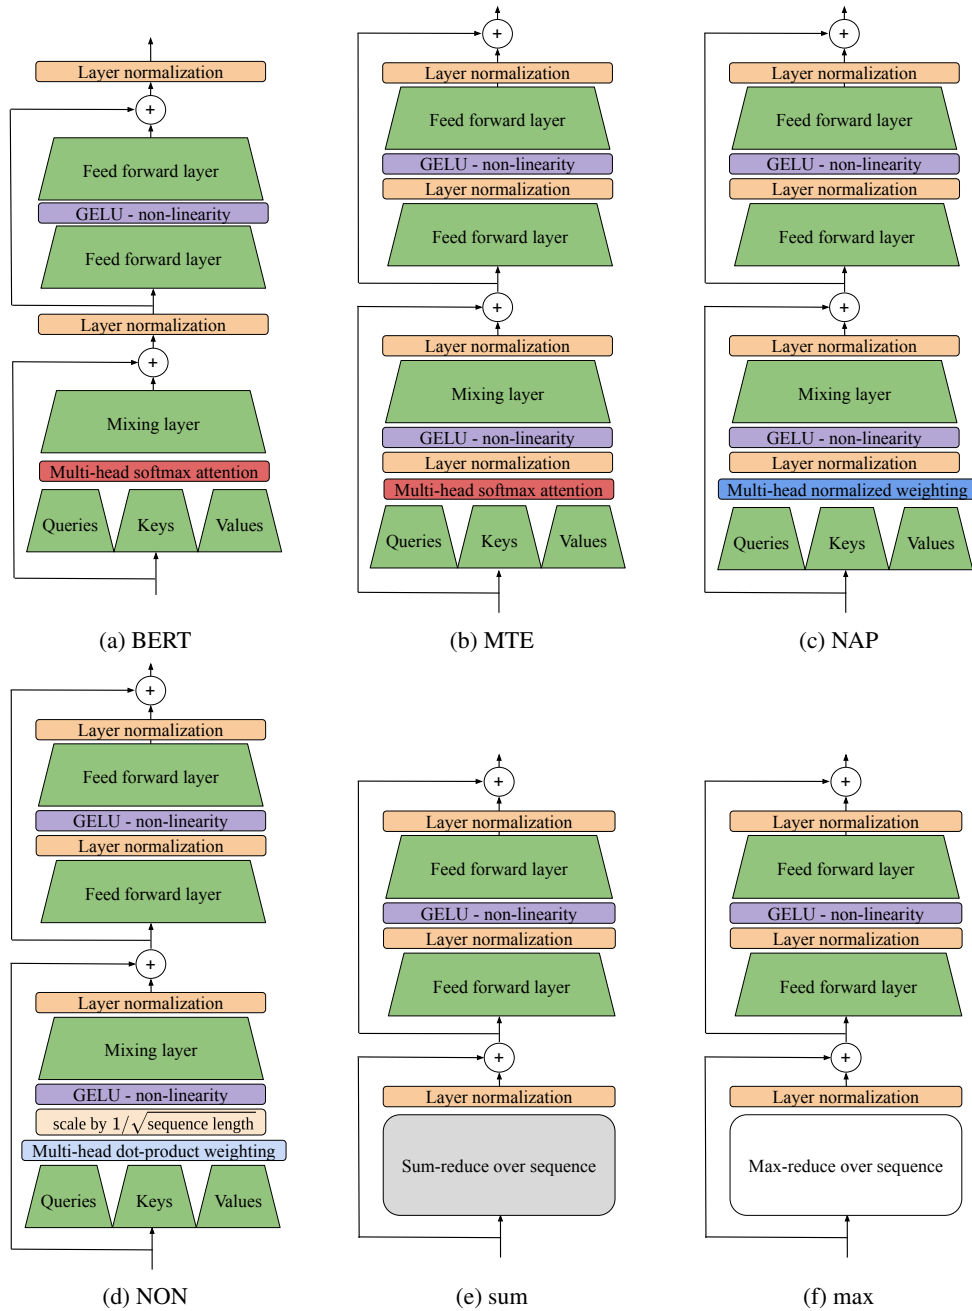 Layer normalization
+
Feed forward layer
GELU - non-linearity
Feed forward layer
Layer normalization
+
Mixing layer
Multi-head softmax attention
Queries Keys Values
(a) BERT
+
Layer normalization
Feed forward layer
GELU - non-linearity
Layer normalization
Feed forward layer
+
Layer normalization
Mixing layer
GELU - non-linearity
Layer normalization
Multi-head softmax attention
Queries Keys Values
(b) MTE
+
Layer normalization
Feed forward layer
GELU - non-linearity
Layer normalization
Feed forward layer
+
Layer normalization
Mixing layer
GELU - non-linearity
Layer normalization
Multi-head normalized weighting
Queries Keys Values
(c) NAP
+
Layer normalization
Feed forward layer
GELU - non-linearity
Layer normalization
Feed forward layer
+
Layer normalization
Mixing layer
GELU - non-linearity
scale by 1/√sequence length
Multi-head dot-product weighting
Queries Keys Values
(d) NON
+
Layer normalization
Feed forward layer
GELU - non-linearity
Layer normalization
Feed forward layer
+
Layer normalization
Sum-reduce over sequence
(e) sum
+
Layer normalization
Feed forward layer
GELU - non-linearity
Layer normalization
Feed forward layer
+
Layer normalization
Max-reduce over sequence
(f) max